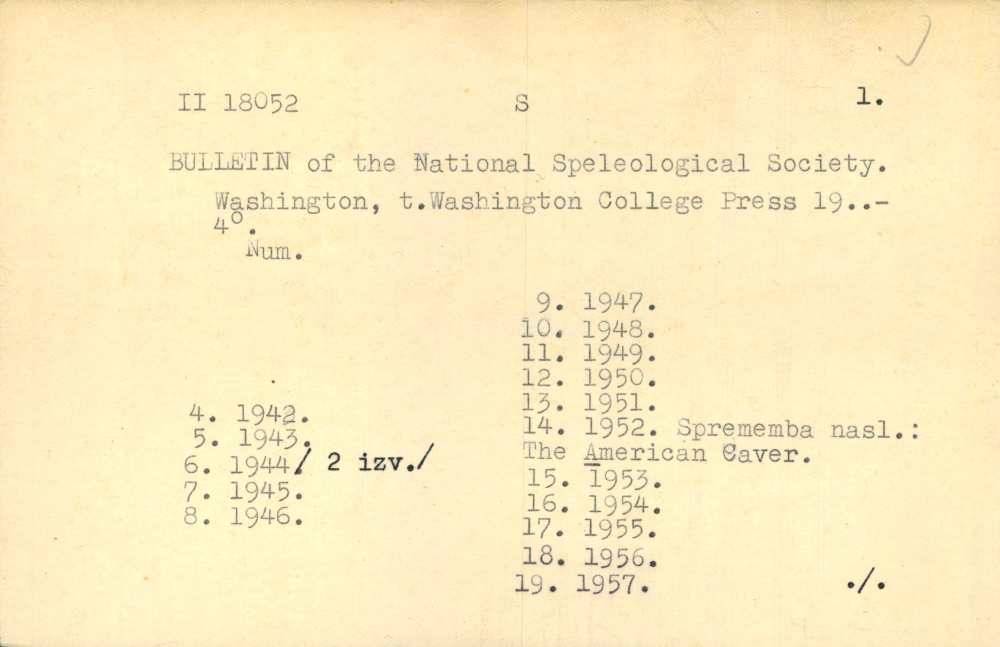 II 18052 S 1.
BULLETIN of the National Speleological Society.
Washington, t.Washington College Press 19..-
4°.
Num.
4. 1942.
5. 1943.
6. 1944/ 2 izv./
7. 1945.
8. 1946.
9. 1947.
10. 1948.
11. 1949.
12. 1950.
13. 1951.
14. 1952. Sprememba nasl.:
The American Caver.
15. 1953.
16. 1954.
17. 1955.
18. 1956.
19. 1957.
./.